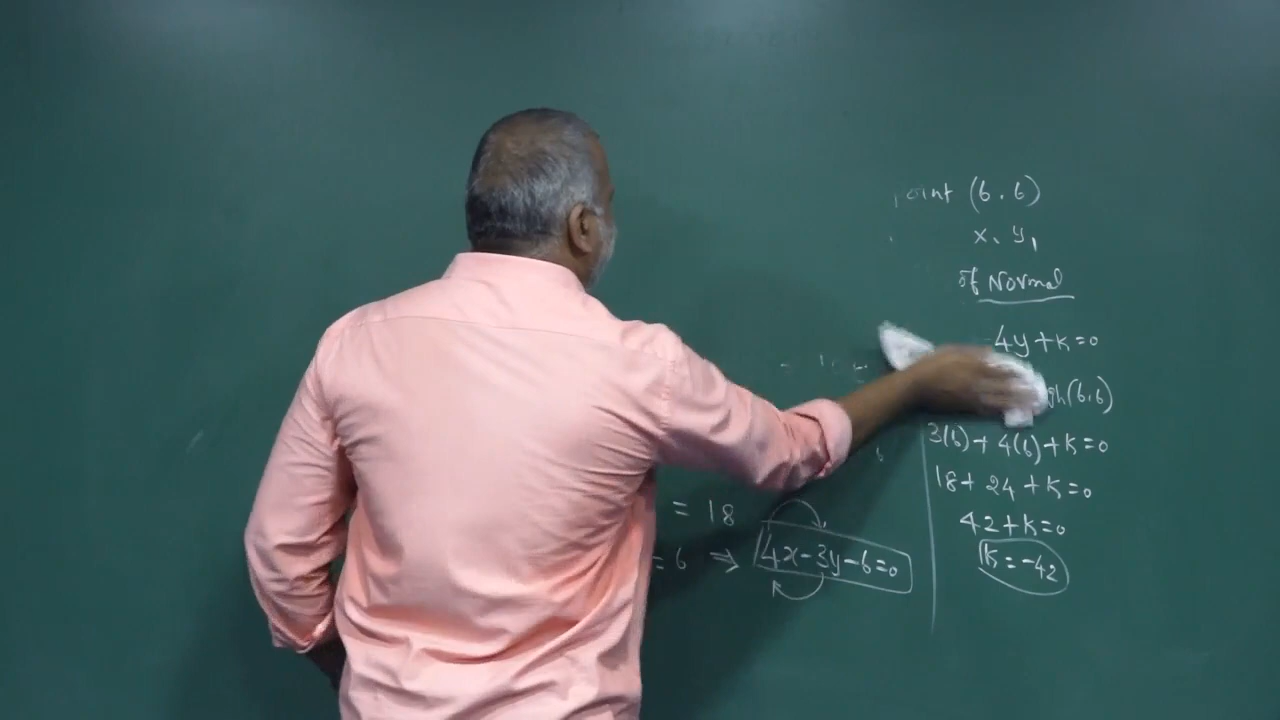 (6, 6)
x, y,
of Normal
4y+k=0
(6,6)
3(6)+4(6)+k=0
18+24+k=0
= 18
42+k=0
=6 ⇒ 4x-3y-6=0
k=-42